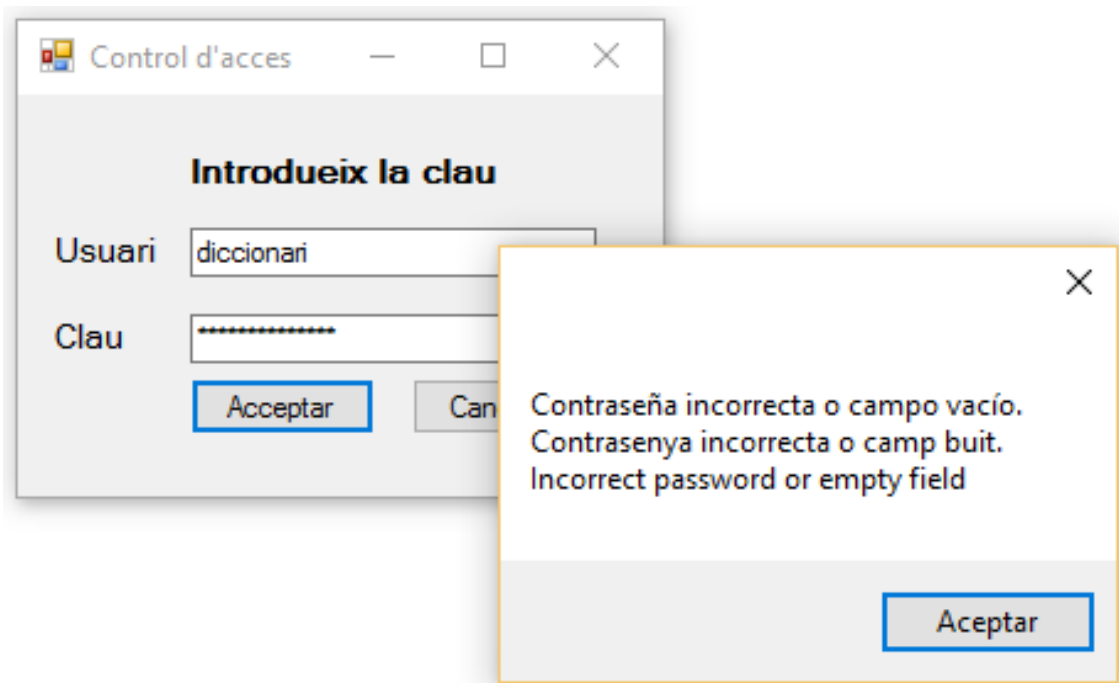 Control d'acces
Introdueix la clau
Usuari diccionari
Clau **************
Acceptar Can
Contraseña incorrecta o campo vacío.
Contrasenya incorrecta o camp buit.
Incorrect password or empty field
Aceptar